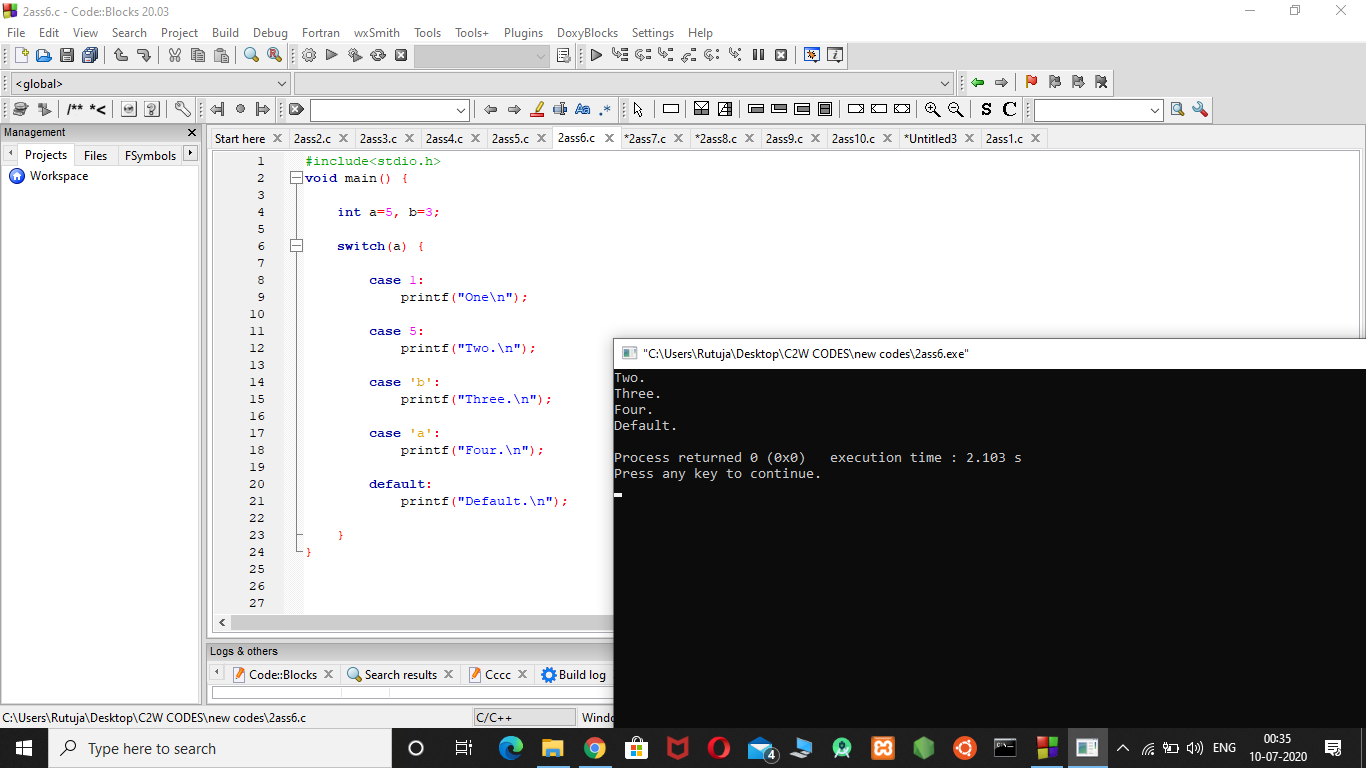 2ass6.c - Code::Blocks 20.03
File Edit View Search Project Build Debug Fortran wxSmith Tools Tools+ Plugins DoxyBlocks Settings Help
<global>
/** *<
S C
Management
Projects Files FSymbols
Workspace
Start here 2ass2.c 2ass3.c 2ass4.c 2ass5.c 2ass6.c *2ass7.c *2ass8.c 2ass9.c 2ass10.c *Untitled3 2ass1.c
1 #include<stdio.h>
2 void main() {
3
4 int a=5, b=3;
5
6 switch(a) {
7
8 case 1:
9 printf("One\n");
10
11 case 5:
12 printf("Two.\n");
13
14 case 'b':
15 printf("Three.\n");
16
17 case 'a':
18 printf("Four.\n");
19
20 default:
21 printf("Default.\n");
22
23 }
24 }
25
26
27
"C:\Users\Rutuja\Desktop\C2W CODES\new codes\2ass6.exe"
Two.
Three.
Four.
Default.
Process returned 0 (0x0) execution time : 2.103 s
Press any key to continue.
Logs & others
Code::Blocks Search results Cccc Build log
C:\Users\Rutuja\Desktop\C2W CODES\new codes\2ass6.c C/C++
Type here to search
4
ENG
00:35
10-07-2020